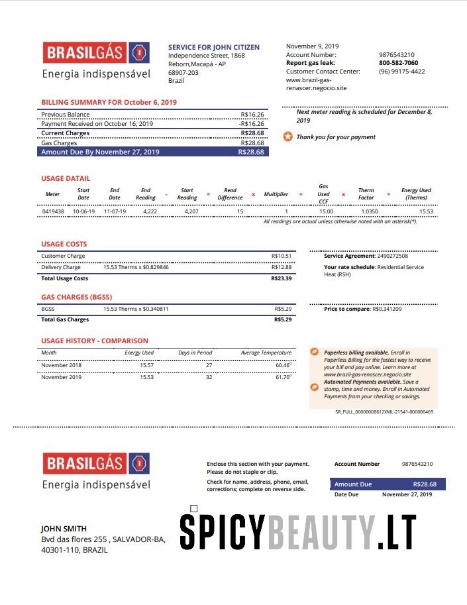 BRASILGÁS
Energia indispensável
SERVICE FOR JOHN CITIZEN
Independence Street, 1868
Reborn,Macapá - AP
68907-203
Brazil
November 9, 2019
Account Number: 9876543210
Report gas leak: 800-582-7060
Customer Contact Center: (96) 99175-4422
www.brazil-gas-
renascer.negocio.site
BILLING SUMMARY FOR October 6, 2019
Previous Balance R$16.26
Payment Received on October 16, 2019 -R$16.26
Current Charges R$28.68
Gas Charges R$28.68
Amount Due By November 27, 2019 R$28.68
Next meter reading is scheduled for December 8,
2019
Thank you for your payment
USAGE DATAIL
Meter Start Date End Date End Reading - Start Reading = Read Difference x Multiplier = Gas Used CCF x Therm Factor = Energy Used (Therms)
0419438 10-06-19 11-07-19 4,222 4,207 15 1 15.00 1.0350 15.53
All readings are actual unless otherwise noted with an asterisk(*).
USAGE COSTS
Customer Charge R$10.51
Delivery Charge 15.53 Therms x $0.829846 R$12.88
Total Usage Costs R$23.39
Service Agreement: 2490272508
Your rate schedule: Residential Service
Heat (RSH)
GAS CHARGES (BGSS)
BGSS 15.53 Therms x $0.340811 R$5.29
Total Gas Charges R$5.29
Price to compare: R$0.341209
USAGE HISTORY - COMPARISON
Month Energy Used Days in Period Average Temperature
November 2018 15.57 27 60,48°
November 2019 15.53 32 61,70°
Paperless billing available. Enroll in
Paperless Billing for the fastest way to receive
your bill and pay online. Learn more at
www.brazil-gas-renascer.negocio.site
Automated Payments available. Save a
stamp, time and money. Enroll in Automated
Payments from your checking or savings.
BRASILGÁS
Energia indispensável
Enclose this section with your payment.
Please do not staple or clip.
Check for name, address, phone, email,
corrections; complete on reverse side.
Account Number 9876543210
Amount Due R$28.68
Date Due November 27, 2019
JOHN SMITH
Bvd das flores 255 , SALVADOR-BA,
40301-110, BRAZIL
SPICYBEAUTY.LT